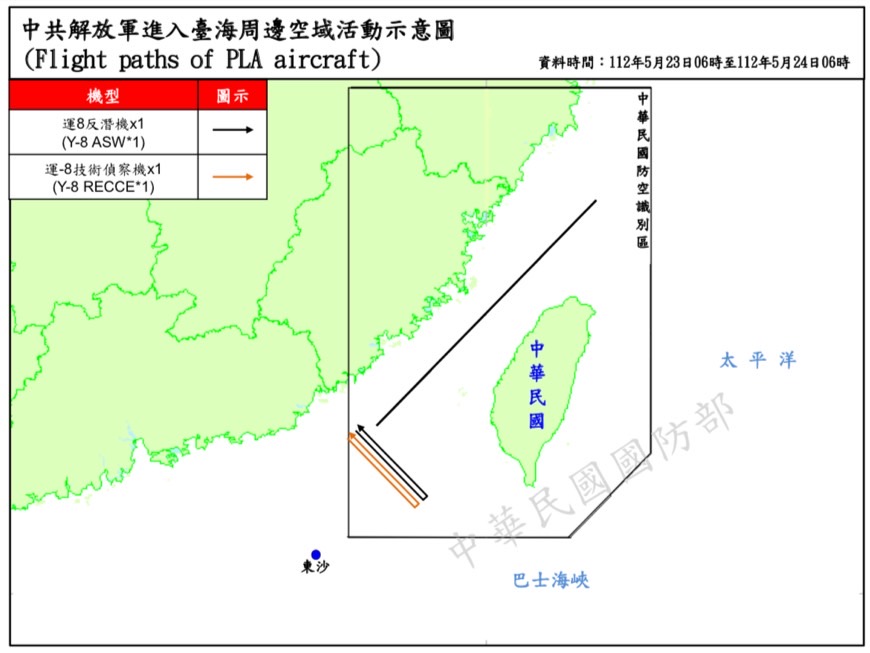 中共解放軍進入臺海周邊空域活動示意圖
(Flight paths of PLA aircraft)
資料時間：112年5月23日06時至112年5月24日06時
機型 圖示
運8反潛機x1
(Y-8 ASW*1)
運-8技術偵察機x1
(Y-8 RECCE*1)
中華民國防空識別區
中華民國
太平洋
中華民國國防部
東沙
巴士海峽